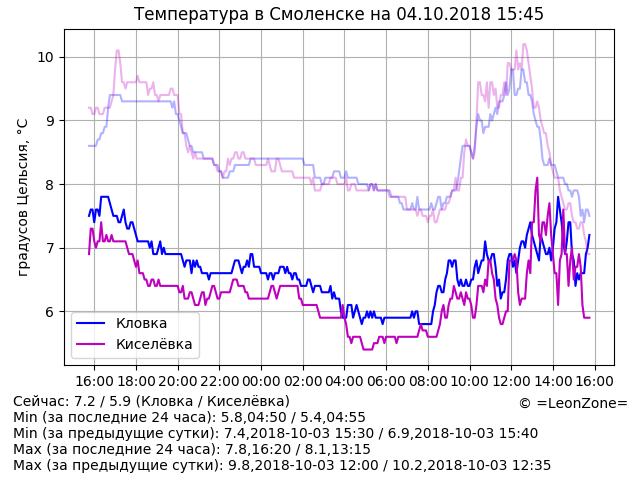 Температура в Смоленске на 04.10.2018 15:45
градусов Цельсия, °C
10
9
8
7
6
Кловка
Киселёвка
16:00 18:00 20:00 22:00 00:00 02:00 04:00 06:00 08:00 10:00 12:00 14:00 16:00
Сейчас: 7.2 / 5.9 (Кловка / Киселёвка)
© =LeonZone=
Min (за последние 24 часа): 5.8,04:50 / 5.4,04:55
Min (за предыдущие сутки): 7.4,2018-10-03 15:30 / 6.9,2018-10-03 15:40
Max (за последние 24 часа): 7.8,16:20 / 8.1,13:15
Max (за предыдущие сутки): 9.8,2018-10-03 12:00 / 10.2,2018-10-03 12:35